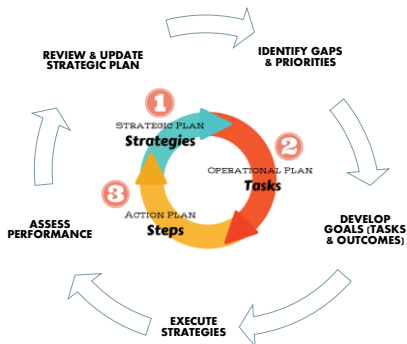 REVIEW & UPDATE
STRATEGIC PLAN
IDENTIFY GAPS
& PRIORITIES
1
STRATEGIC PLAN
Strategies
2
OPERATIONAL PLAN
Tasks
3
ACTION PLAN
Steps
ASSESS
PERFORMANCE
DEVELOP
GOALS (TASKS
& OUTCOMES)
EXECUTE
STRATEGIES